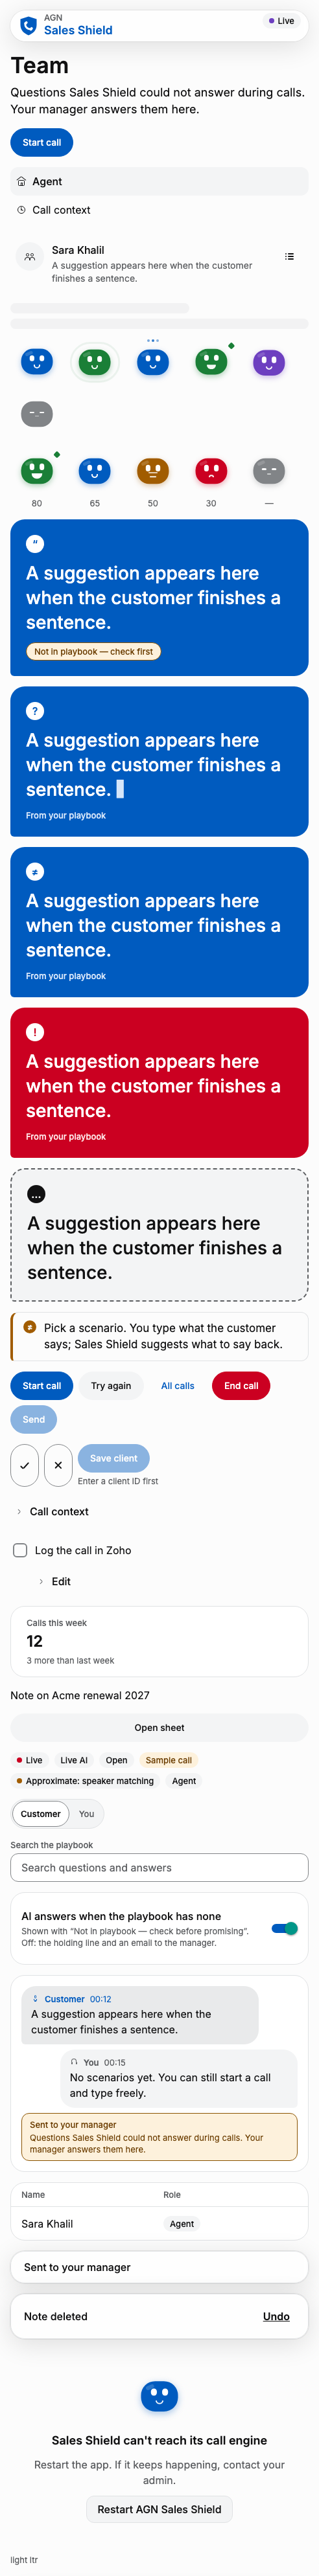 AGN
Sales Shield
Live
Team
Questions Sales Shield could not answer during calls.
Your manager answers them here.
Start call
Agent
Call context
Sara Khalil
A suggestion appears here when the customer
finishes a sentence.
80 65 50 30 —
“
A suggestion appears here
when the customer finishes a
sentence.
Not in playbook — check first
?
A suggestion appears here
when the customer finishes a
sentence.
From your playbook
≠
A suggestion appears here
when the customer finishes a
sentence.
From your playbook
!
A suggestion appears here
when the customer finishes a
sentence.
From your playbook
…
A suggestion appears here
when the customer finishes a
sentence.
≠
Pick a scenario. You type what the customer
says; Sales Shield suggests what to say back.
Start call Try again All calls End call
Send
Save client
Enter a client ID first
Call context
Log the call in Zoho
Edit
Calls this week
12
3 more than last week
Note on Acme renewal 2027
Open sheet
Live Live AI Open Sample call
Approximate: speaker matching Agent
Customer You
Search the playbook
Search questions and answers
AI answers when the playbook has none
Shown with “Not in playbook — check before promising”.
Off: the holding line and an email to the manager.
Customer 00:12
A suggestion appears here when the
customer finishes a sentence.
You 00:15
No scenarios yet. You can still start a call
and type freely.
Sent to your manager
Questions Sales Shield could not answer during calls. Your
manager answers them here.
Name Role
Sara Khalil Agent
Sent to your manager
Note deleted Undo
Sales Shield can't reach its call engine
Restart the app. If it keeps happening, contact your
admin.
Restart AGN Sales Shield
light ltr